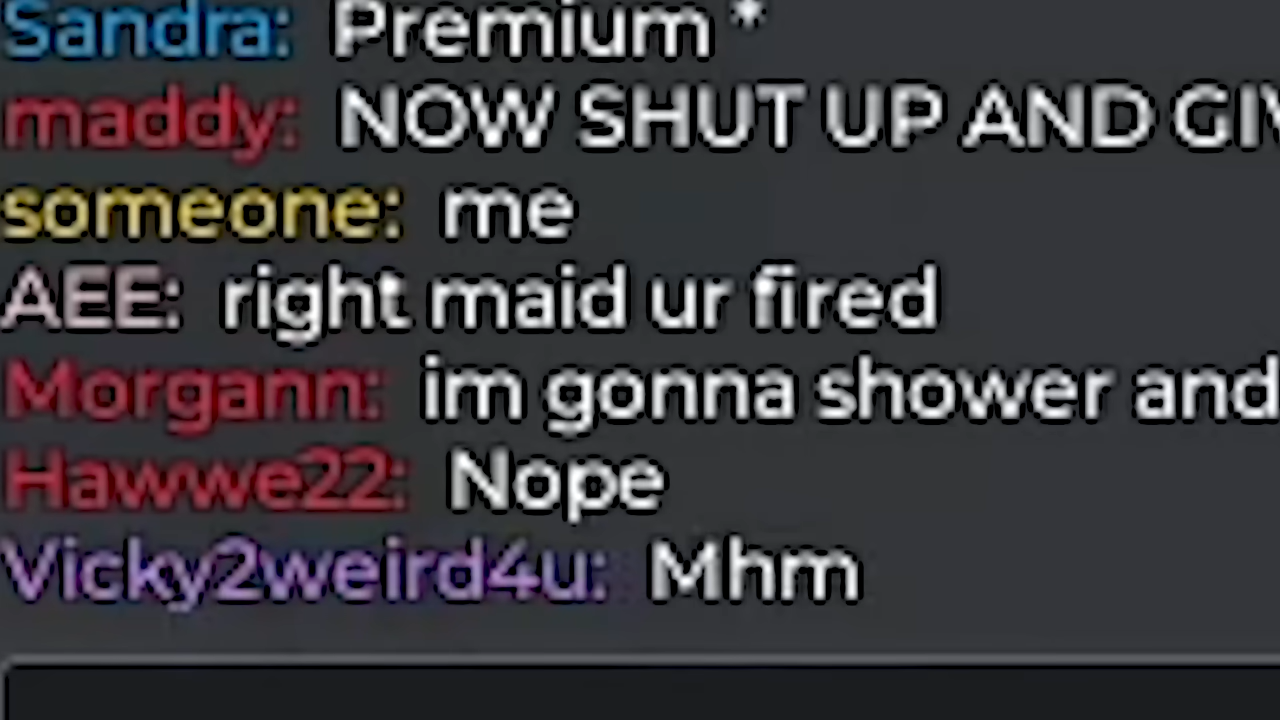 Sandra: Premium *
maddy: NOW SHUT UP AND GIV
someone: me
AEE: right maid ur fired
Morgann: im gonna shower and
Hawwe22: Nope
Vicky2weird4u: Mhm